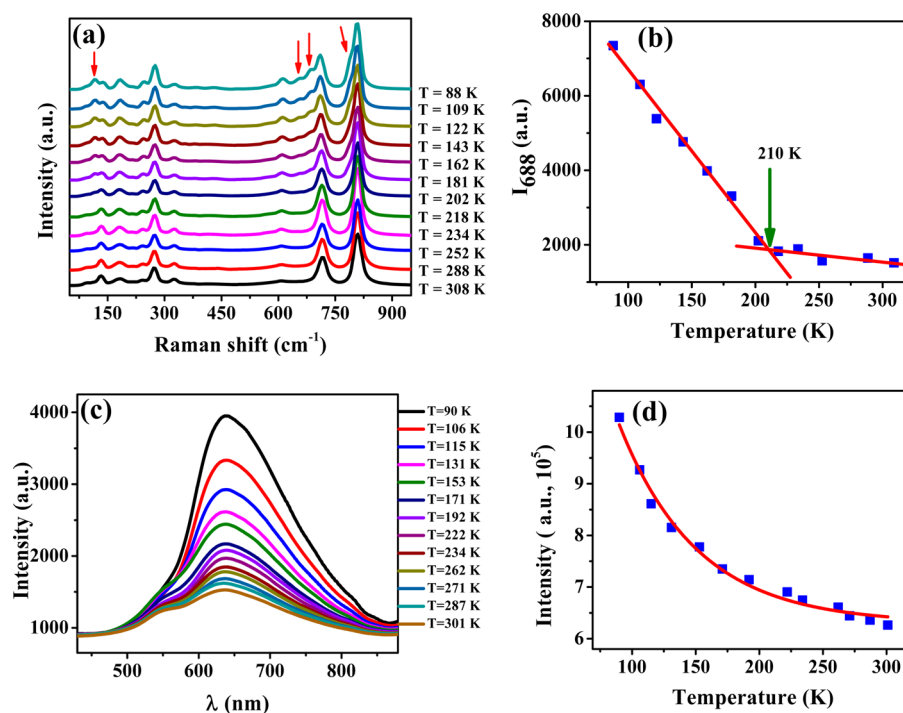 (a)
Intensity (a.u.)
T = 88 K
T = 109 K
T = 122 K
T = 143 K
T = 162 K
T = 181 K
T = 202 K
T = 218 K
T = 234 K
T = 252 K
T = 288 K
T = 308 K
150 300 450 600 750 900
Raman shift (cm⁻¹)
(b)
I₆₈₈ (a.u.)
8000
6000
4000
2000
0
210 K
100 150 200 250 300
Temperature (K)
(c)
Intensity (a.u.)
4000
3000
2000
1000
T=90 K
T=106 K
T=115 K
T=131 K
T=153 K
T=171 K
T=192 K
T=222 K
T=234 K
T=262 K
T=271 K
T=287 K
T=301 K
500 600 700 800
λ (nm)
(d)
Intensity ( a.u., 10⁵)
10
9
8
7
6
100 150 200 250 300
Temperature (K)